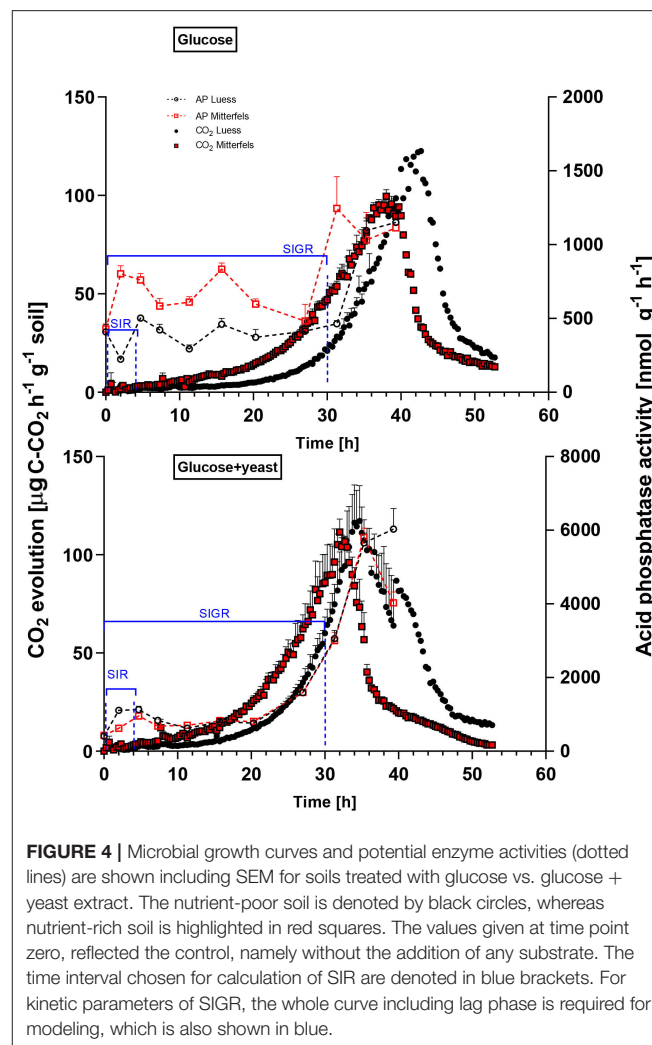 Glucose
150
100
50
0
2000
1500
1000
500
0
AP Luess
AP Mitterfels
CO₂ Luess
CO₂ Mitterfels
SIGR
SIR
0 10 20 30 40 50 60
Time [h]
Glucose+yeast
150
100
50
0
8000
6000
4000
2000
0
SIGR
SIR
0 10 20 30 40 50 60
Time [h]
CO₂ evolution [µg C-CO₂ h⁻¹ g⁻¹ soil]
Acid phosphatase activity [nmol g⁻¹ h⁻¹]
FIGURE 4 | Microbial growth curves and potential enzyme activities (dotted
lines) are shown including SEM for soils treated with glucose vs. glucose +
yeast extract. The nutrient-poor soil is denoted by black circles, whereas
nutrient-rich soil is highlighted in red squares. The values given at time point
zero, reflected the control, namely without the addition of any substrate. The
time interval chosen for calculation of SIR are denoted in blue brackets. For
kinetic parameters of SIGR, the whole curve including lag phase is required for
modeling, which is also shown in blue.